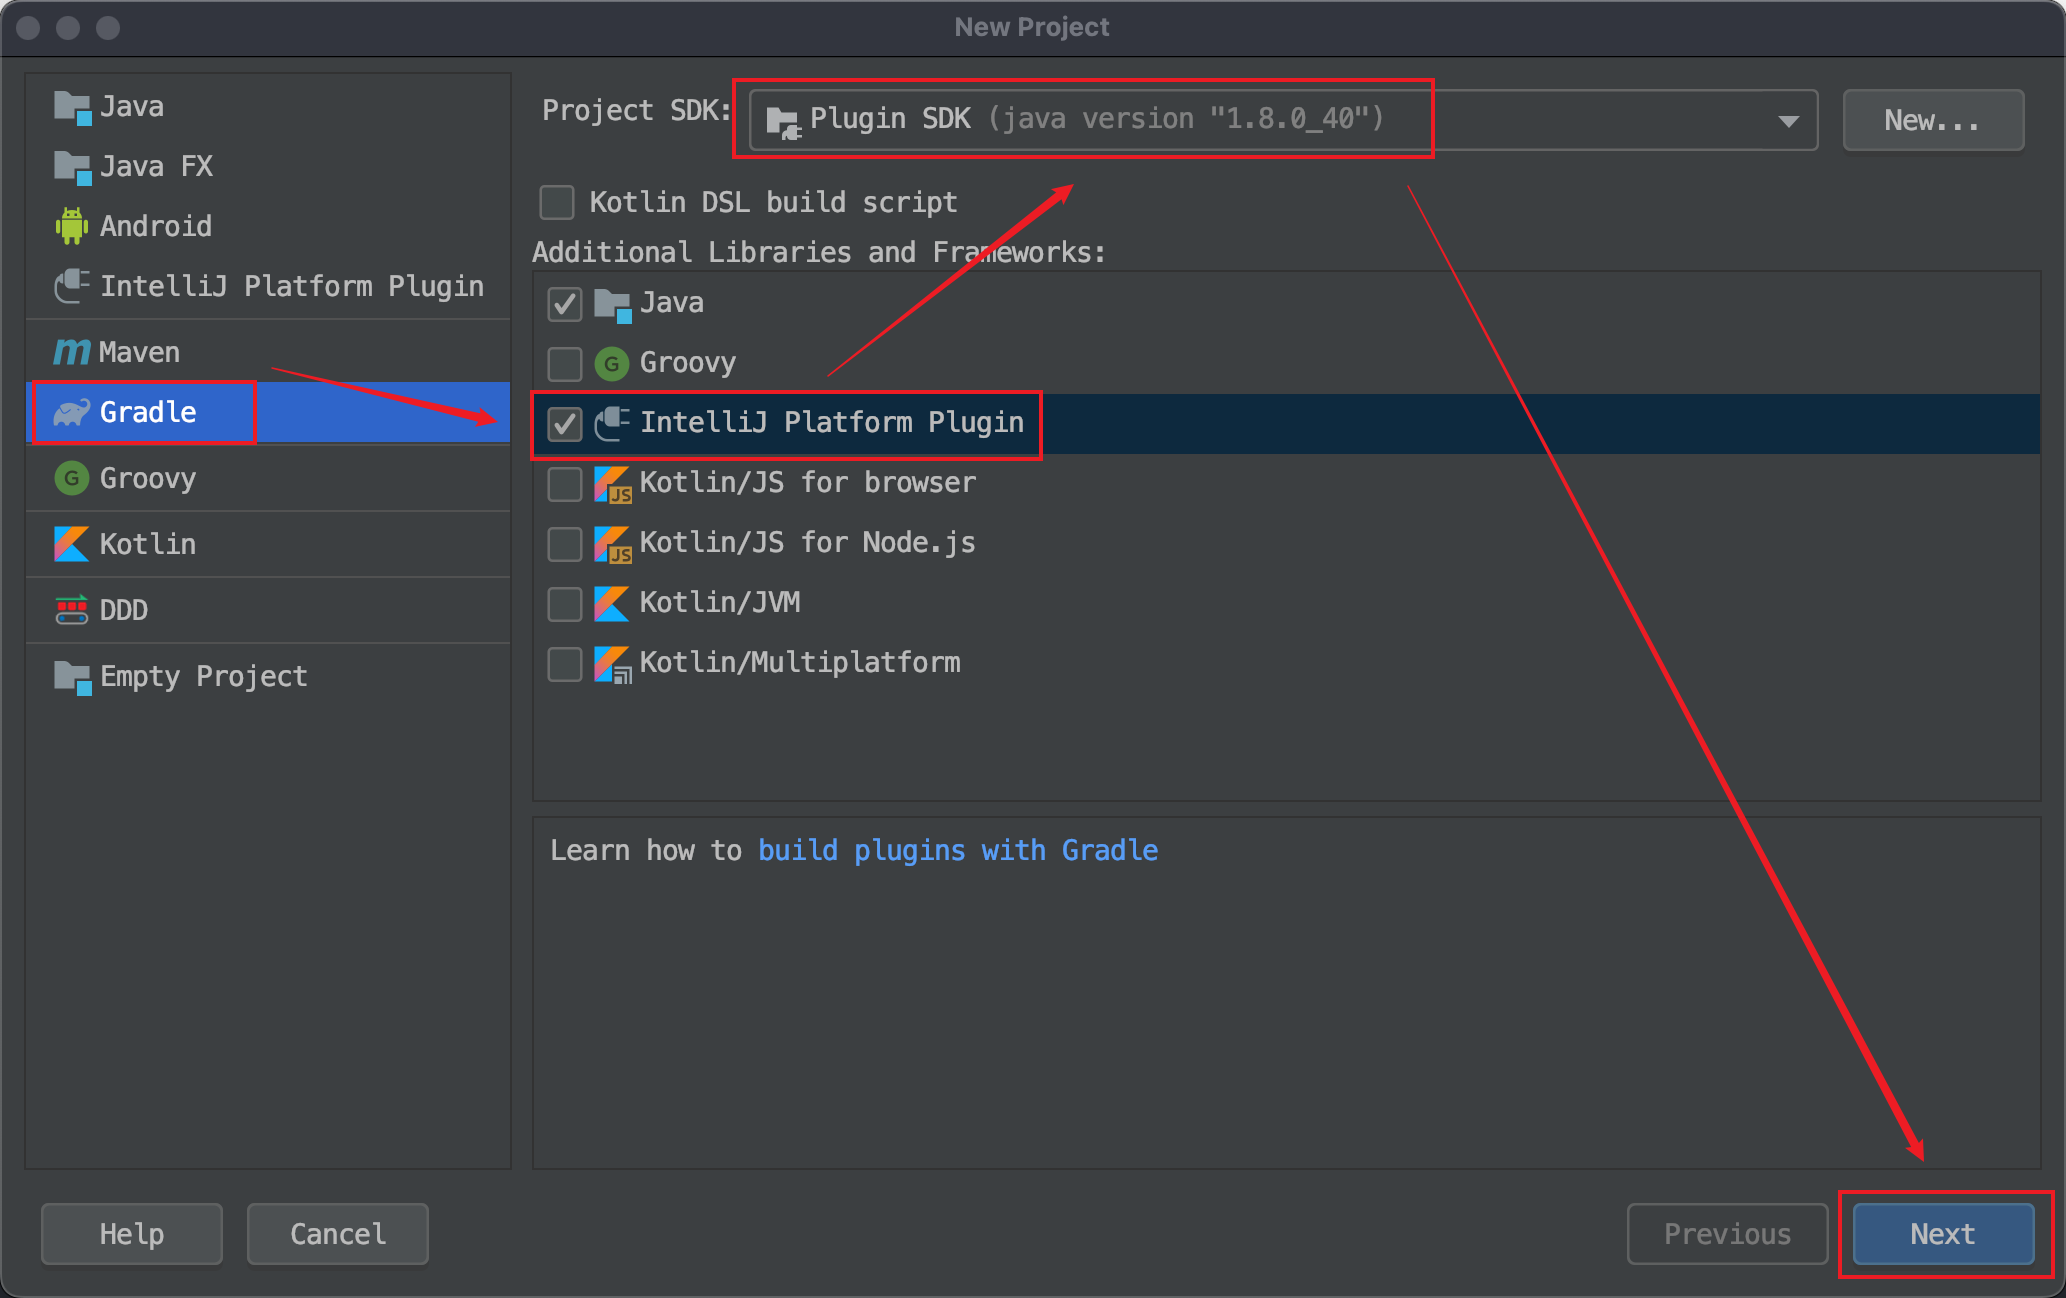 New Project
Java
Java FX
Android
IntelliJ Platform Plugin
Maven
Gradle
Groovy
Kotlin
DDD
Empty Project
Project SDK: Plugin SDK (java version "1.8.0_40") New...
Kotlin DSL build script
Additional Libraries and Frameworks:
Java
G Groovy
IntelliJ Platform Plugin
JS Kotlin/JS for browser
JS Kotlin/JS for Node.js
Kotlin/JVM
Kotlin/Multiplatform
Learn how to build plugins with Gradle
Help Cancel Previous Next